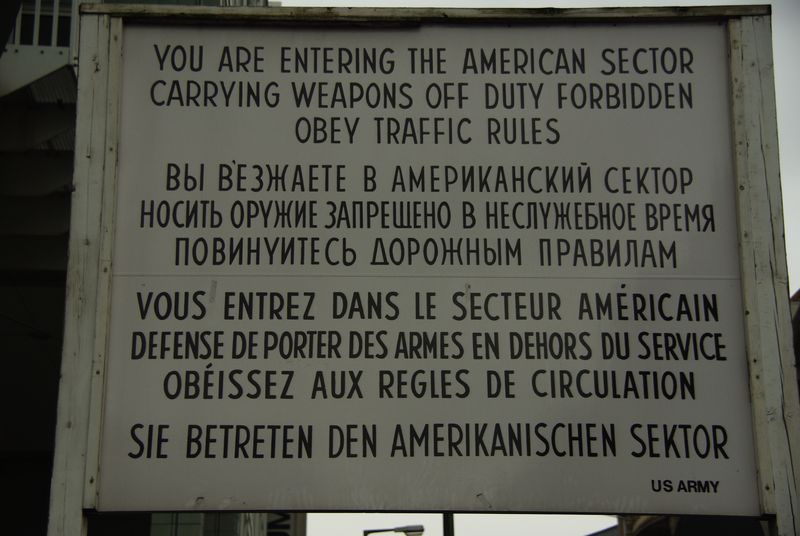 YOU ARE ENTERING THE AMERICAN SECTOR
CARRYING WEAPONS OFF DUTY FORBIDDEN
OBEY TRAFFIC RULES
ВЫ В'ЕЗЖАЕТЕ В АМЕРИКАНСКИЙ СЕКТОР
НОСИТЬ ОРУЖИЕ ЗАПРЕЩЕНО В НЕСЛУЖЕБНОЕ ВРЕМЯ
ПОВИНУИТЕСЬ ДОРОЖНЫМ ПРАВИЛАМ
VOUS ENTREZ DANS LE SECTEUR AMÉRICAIN
DEFENSE DE PORTER DES ARMES EN DEHORS DU SERVICE
OBÉISSEZ AUX REGLES DE CIRCULATION
SIE BETRETEN DEN AMERIKANISCHEN SEKTOR
US ARMY